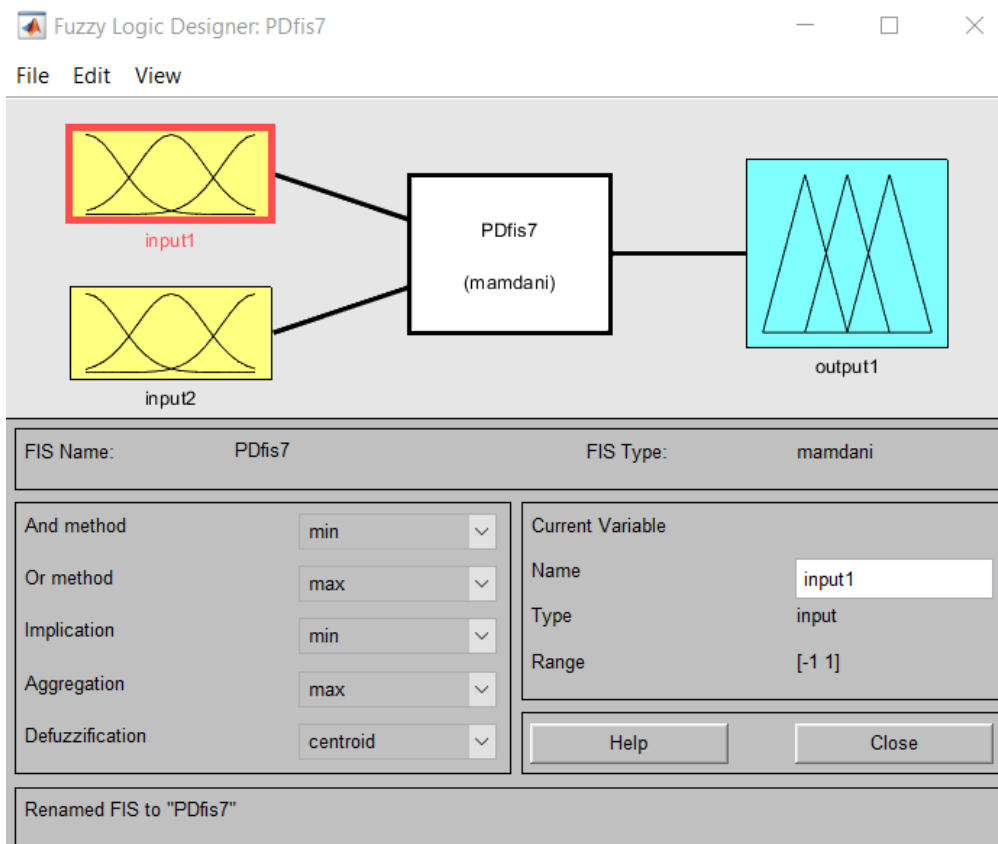 Fuzzy Logic Designer: PDfis7
File Edit View
input1
input2
PDfis7
(mamdani)
output1
FIS Name: PDfis7 FIS Type: mamdani
And method min
Or method max
Implication min
Aggregation max
Defuzzification centroid
Current Variable
Name input1
Type input
Range [-1 1]
Help Close
Renamed FIS to "PDfis7"